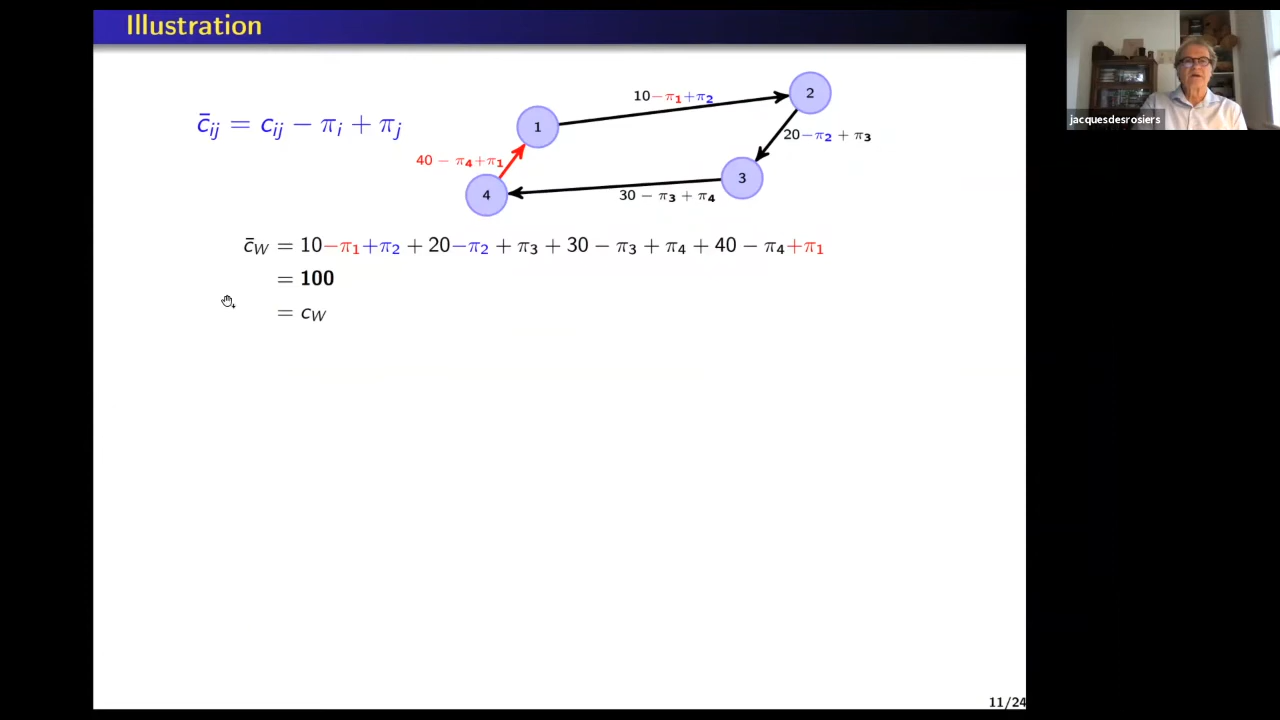 Illustration
c̄ij = cij − πi + πj
10−π1+π2
2
1
20−π2 + π3
40 − π4+π1
3
4
30 − π3 + π4
c̄W = 10−π1+π2 + 20−π2 + π3 + 30 − π3 + π4 + 40 − π4+π1
= 100
= cW
11/24
jacquesdesrosiers